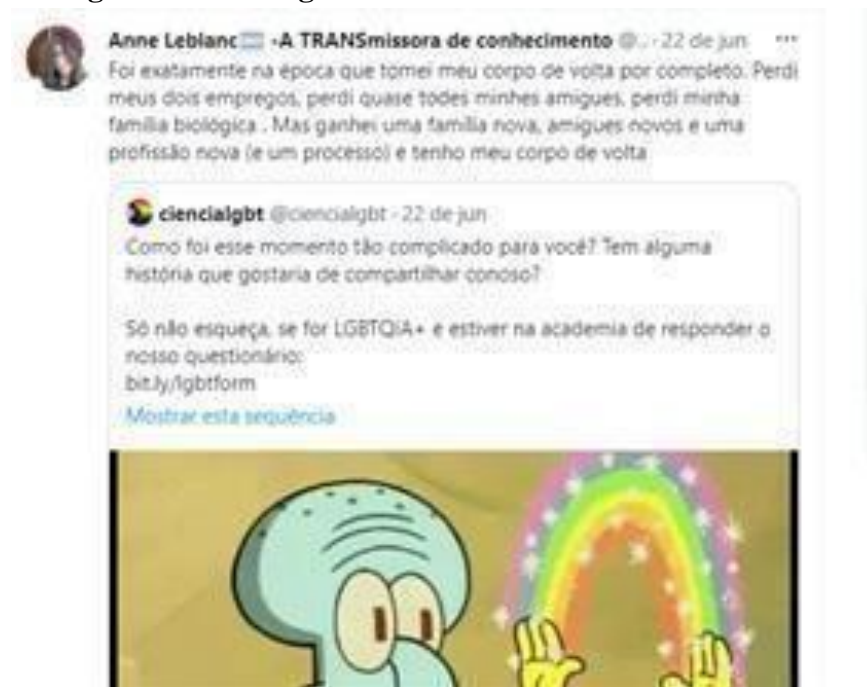 Anne Leblanc -A TRANSmissora de conhecimento @... · 22 de jun ···
Foi exatamente na época que tomei meu corpo de volta por completo. Perdi
meus dois empregos, perdi quase todes minhes amigues, perdi minha
família biológica . Mas ganhei uma família nova, amigues novos e uma
profissão nova (e um processo) e tenho meu corpo de volta
ciencialgbt @ciencialgbt · 22 de jun
Como foi esse momento tão complicado para você? Tem alguma
história que gostaria de compartilhar conoso?
Só não esqueça, se for LGBTQIA+ e estiver na academia de responder o
nosso questionário:
bit.ly/lgbtform
Mostrar esta sequência